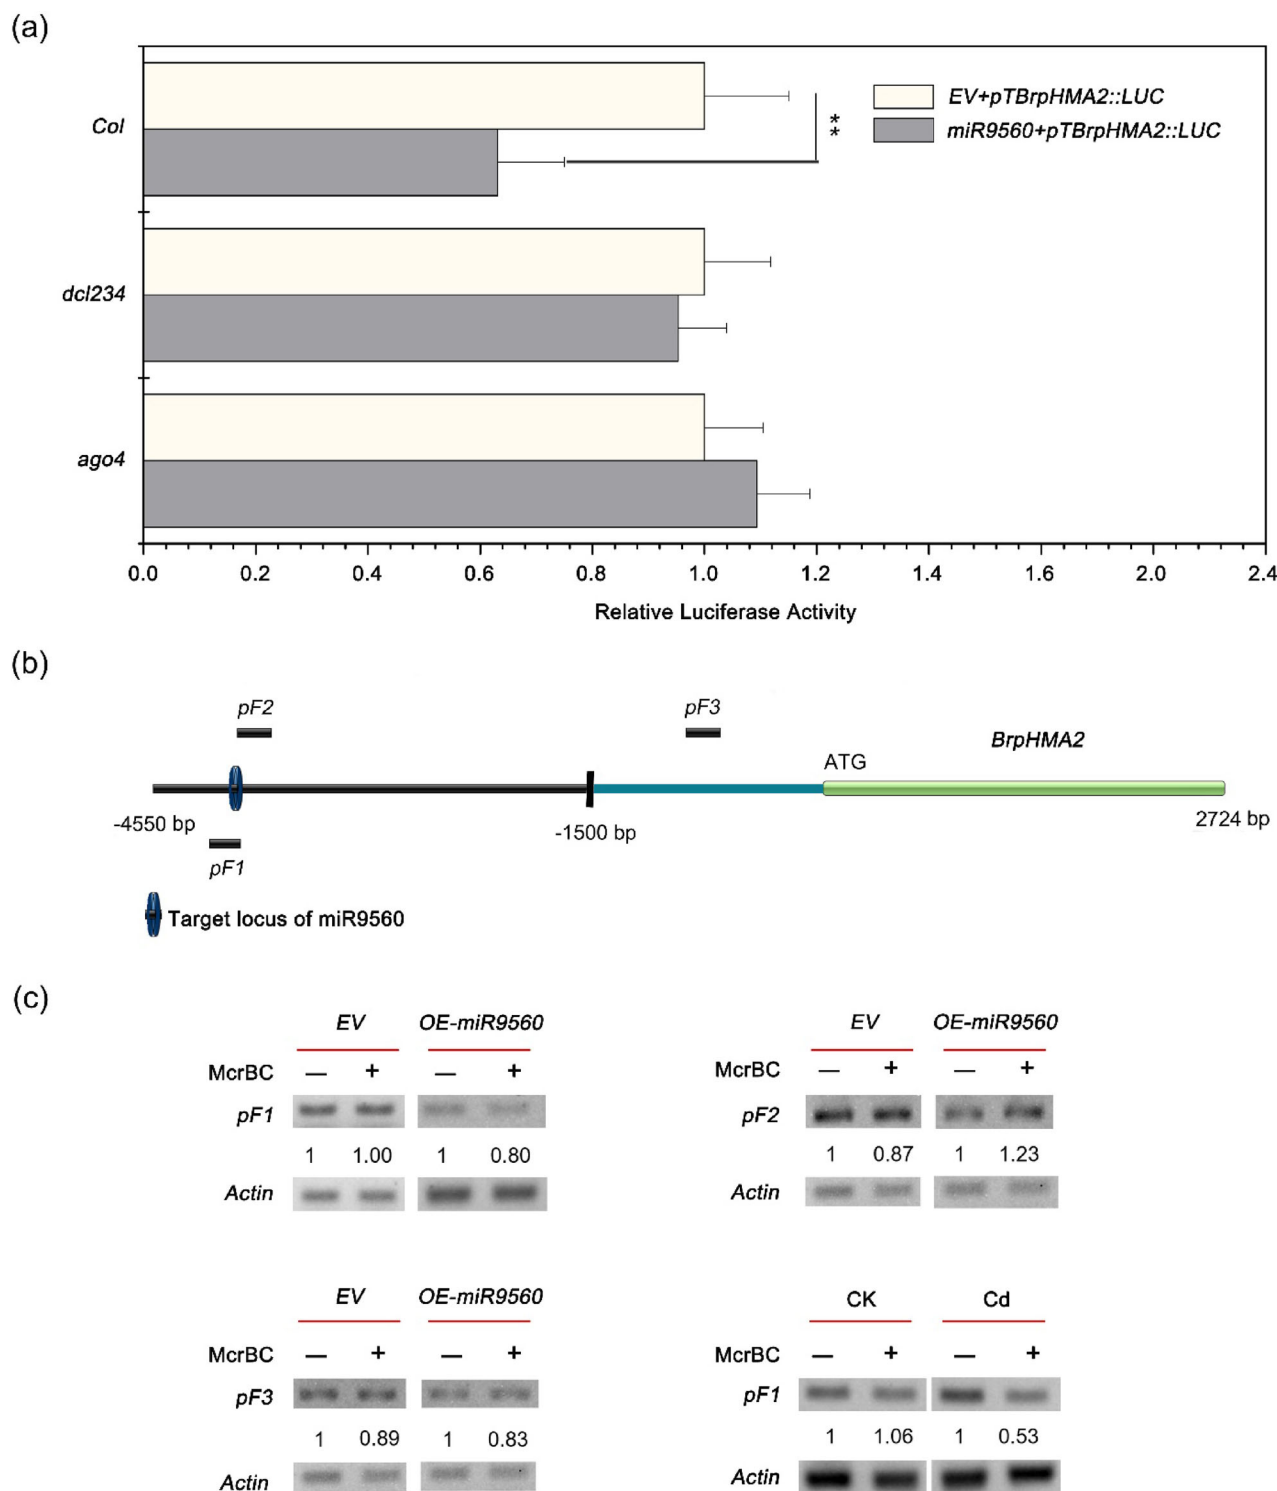 (a)
Col
dcl234
ago4
EV+pTBrpHMA2::LUC
miR9560+pTBrpHMA2::LUC
**
0.0 0.2 0.4 0.6 0.8 1.0 1.2 1.4 1.6 2.0 2.4
Relative Luciferase Activity
(b)
pF2 pF3
BrpHMA2
ATG
-4550 bp -1500 bp 2724 bp
pF1
Target locus of miR9560
(c)
EV OE-miR9560
McrBC — + — +
pF1
1 1.00 1 0.80
Actin
EV OE-miR9560
McrBC — + — +
pF2
1 0.87 1 1.23
Actin
EV OE-miR9560
McrBC — + — +
pF3
1 0.89 1 0.83
Actin
CK Cd
McrBC — + — +
pF1
1 1.06 1 0.53
Actin